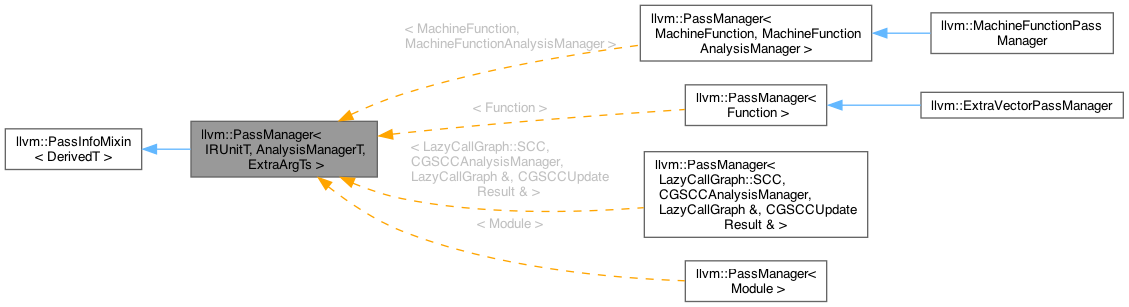 llvm::PassInfoMixin
< DerivedT >
llvm::PassManager<
IRUnitT, AnalysisManagerT,
ExtraArgTs >
< MachineFunction,
MachineFunctionAnalysisManager >
< Function >
< LazyCallGraph::SCC,
CGSCCAnalysisManager,
LazyCallGraph &, CGSCCUpdate
Result & >
< Module >
llvm::PassManager<
MachineFunction, MachineFunction
AnalysisManager >
llvm::PassManager<
Function >
llvm::PassManager<
LazyCallGraph::SCC,
CGSCCAnalysisManager,
LazyCallGraph &, CGSCCUpdate
Result & >
llvm::PassManager<
Module >
llvm::MachineFunctionPass
Manager
llvm::ExtraVectorPassManager